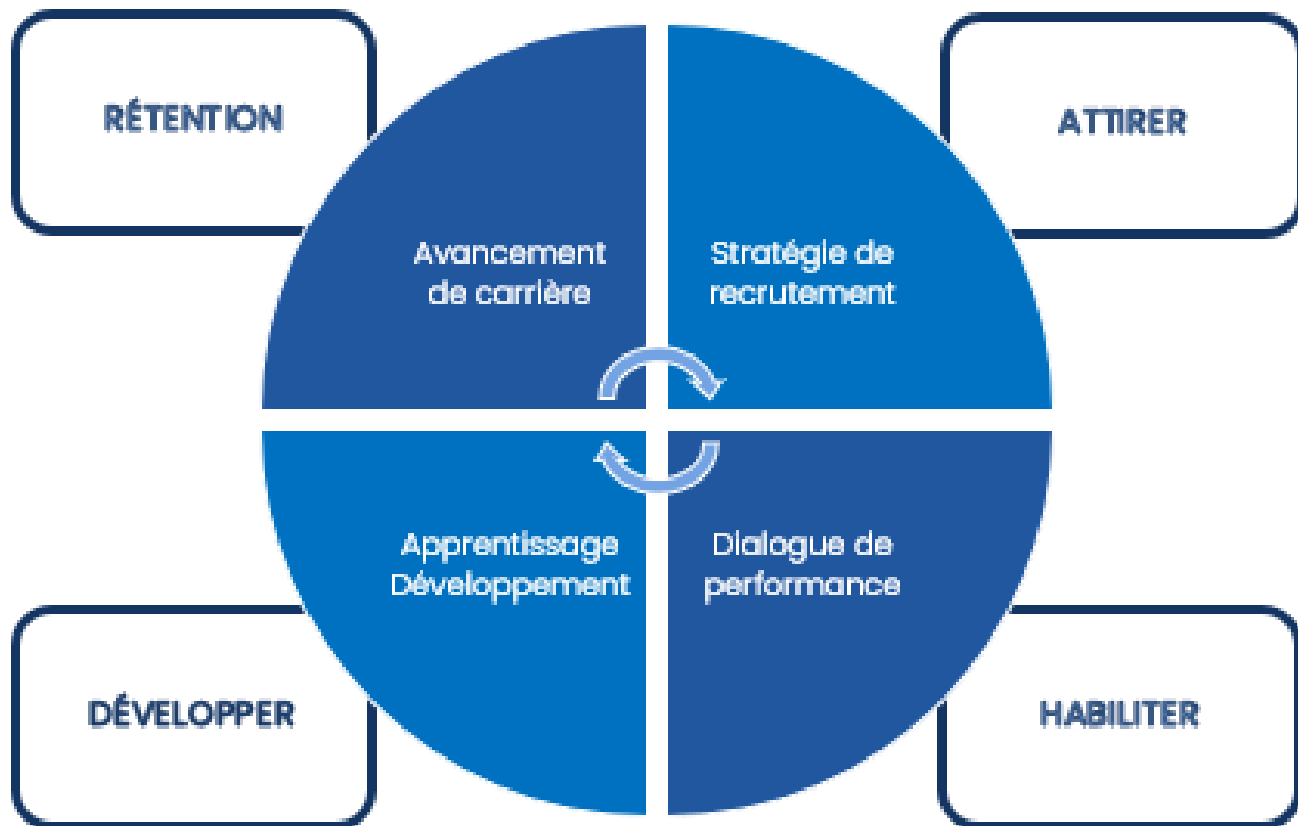 RÉTENTION
ATTIRER
Avancement
de carrière
Stratégie de
recrutement
Apprentissage
Développement
Dialogue de
performance
DÉVELOPPER
HABILITER